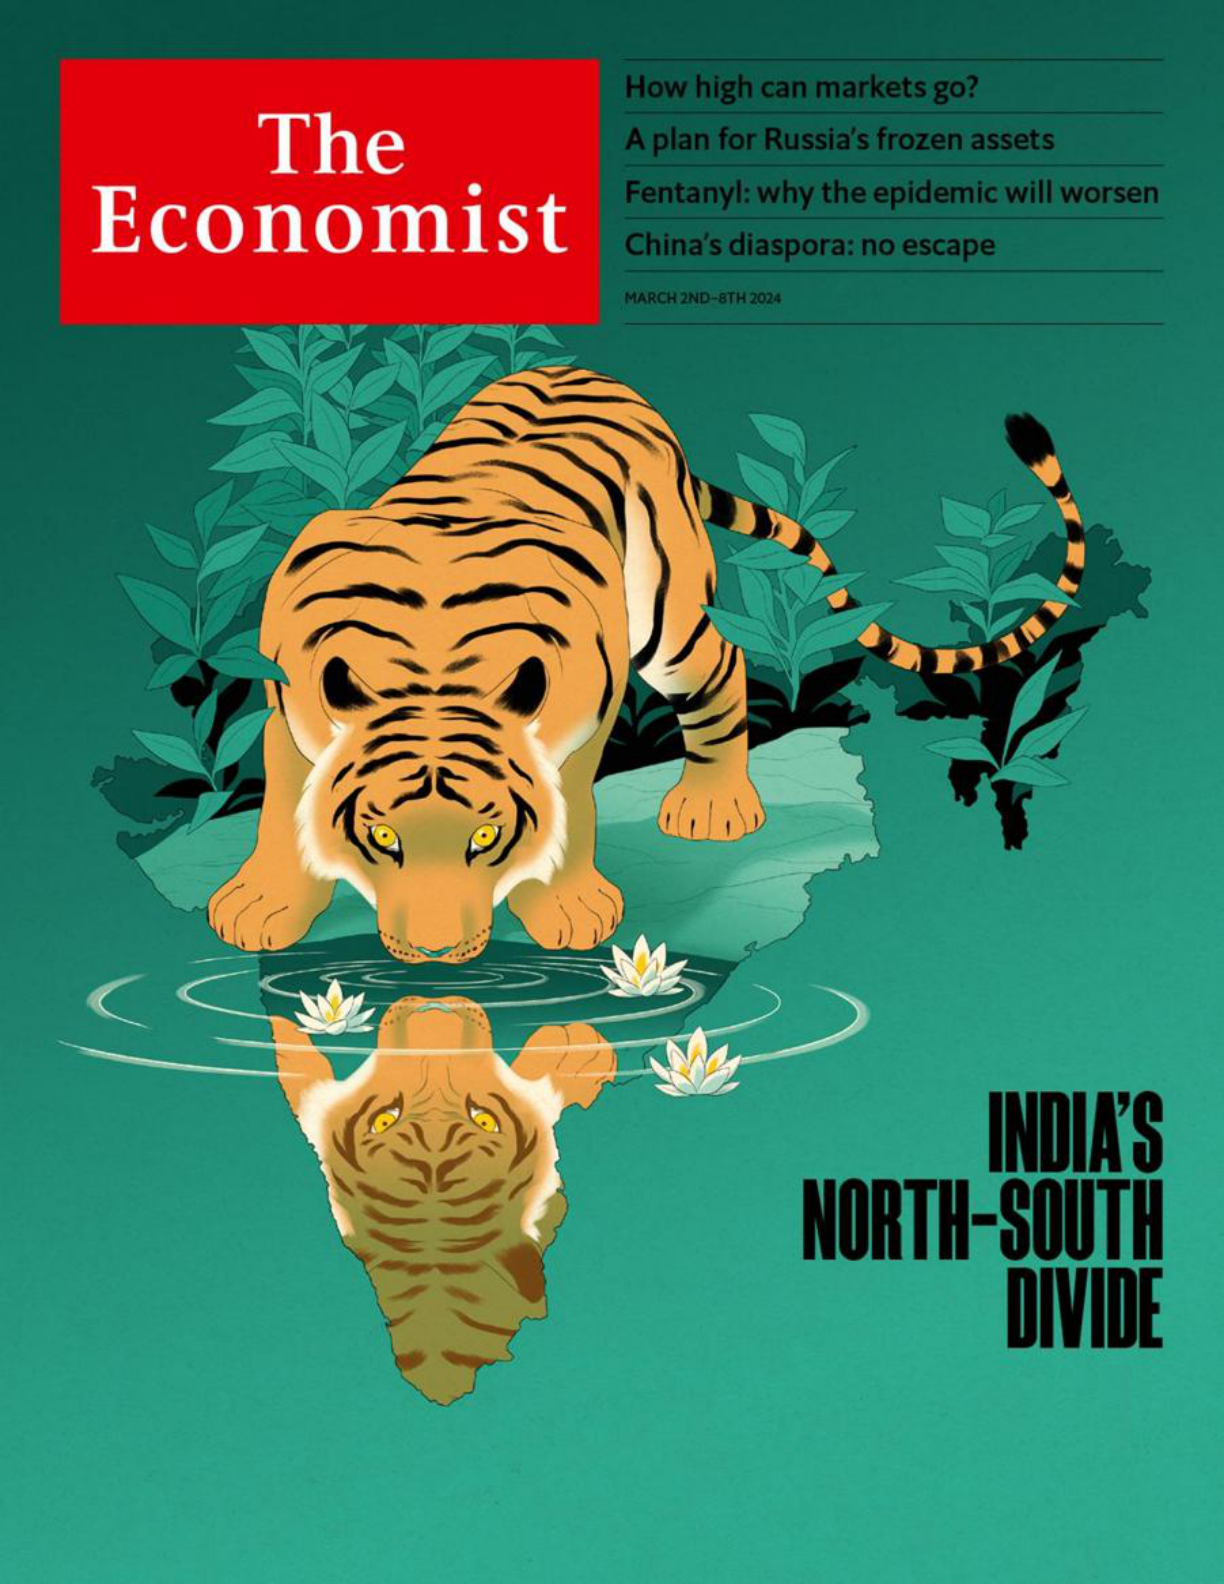 The
Economist
How high can markets go?
A plan for Russia's frozen assets
Fentanyl: why the epidemic will worsen
China's diaspora: no escape
MARCH 2ND–8TH 2024
INDIA'S
NORTH–SOUTH
DIVIDE